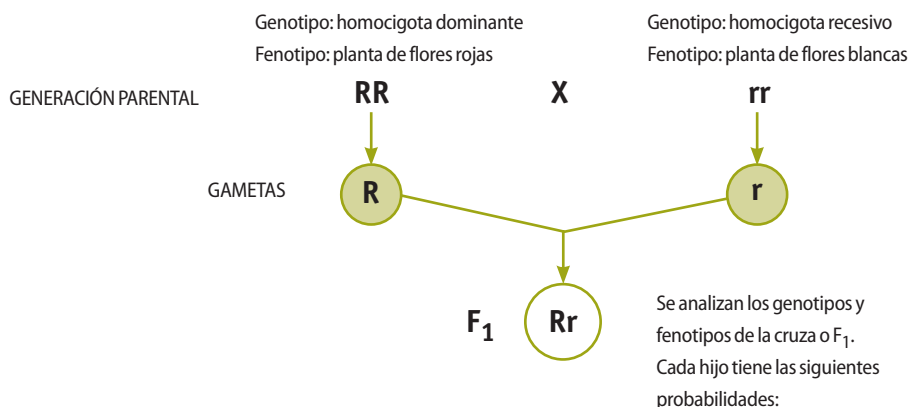 Genotipo: homocigota dominante
Fenotipo: planta de flores rojas
Genotipo: homocigota recesivo
Fenotipo: planta de flores blancas
GENERACIÓN PARENTAL
RR X rr
GAMETAS
R r
F1 Rr
Se analizan los genotipos y
fenotipos de la cruza o F1.
Cada hijo tiene las siguientes
probabilidades: